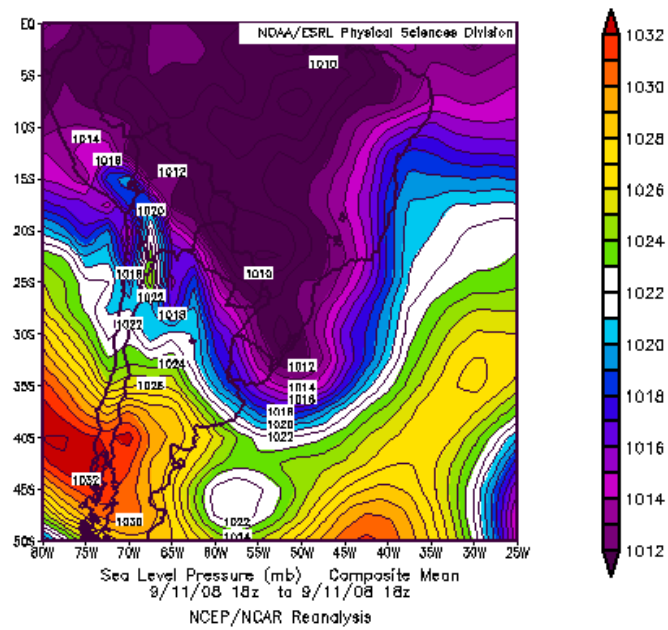 NOAA/ESRL Physical Sciences Division
EQ
5S
10S
15S
20S
25S
30S
35S
40S
45S
50S
80W 75W 70W 65W 60W 55W 50W 45W 40W 35W 30W 25W
1010
1014
1018
1012
1020
1018
1010
1022
1018
1022
1024
1012
1026
1014
1016
1018
1020
1022
1032
1030
1022
1024
1032
1028
1026
1024
1022
1020
1018
1016
1014
1012
Sea Level Pressure (mb) Composite Mean
9/11/08 18z to 9/11/08 18z
NCEP/NCAR Reanalysis